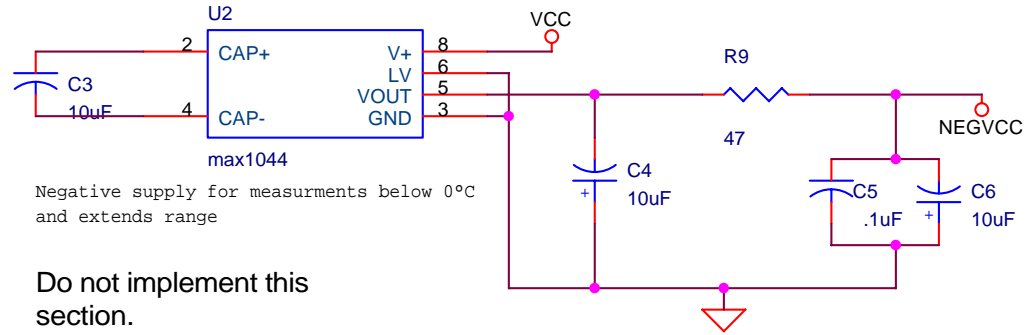 U2
VCC
2
CAP+
V+
8
LV
6
R9
C3
VOUT
5
10uF
4
CAP-
GND
3
NEGVCC
47
max1044
C4
10uF
+
C5
.1uF
C6
10uF
+
Negative supply for measurments below 0°C
and extends range
Do not implement this
section.